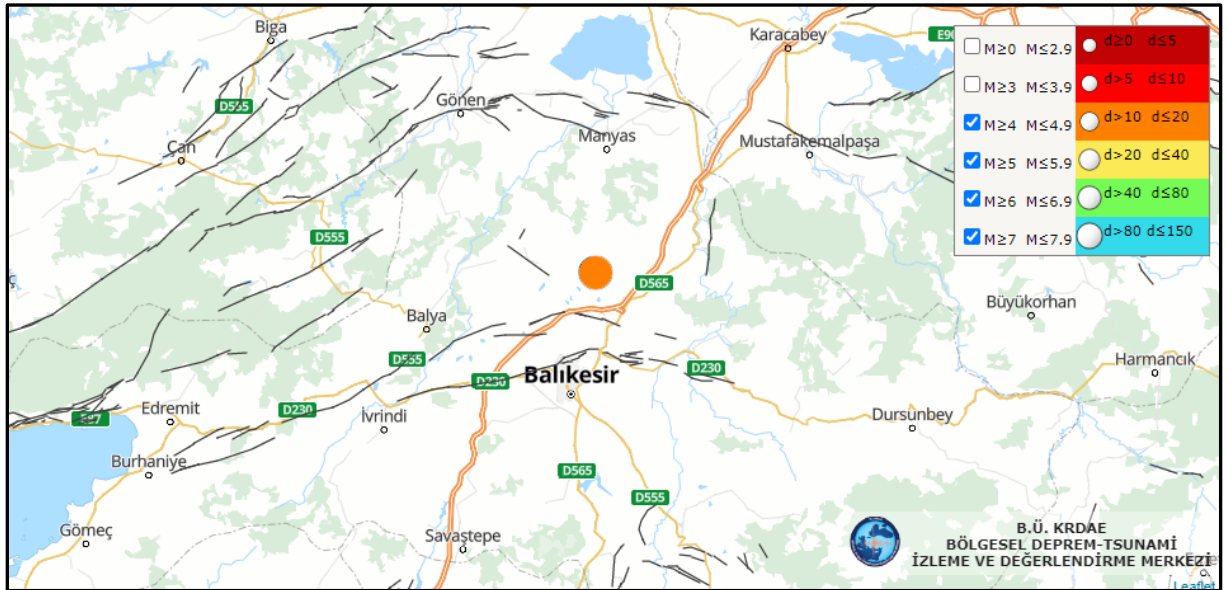 Biga
Karacabey
E90
D555
Gönen
Çan
Manyas
Mustafakemalpaşa
M≥0 M≤2.9 d≥0 d≤5
M≥3 M≤3.9 d>5 d≤10
M≥4 M≤4.9 d>10 d≤20
M≥5 M≤5.9 d>20 d≤40
M≥6 M≤6.9 d>40 d≤80
M≥7 M≤7.9 d>80 d≤150
D555
D565
Balya
Büyükorhan
D555
Harmancık
Balıkesir
D230
D230
Edremit
D230
E87
İvrindi
Dursunbey
Burhaniye
D565
D555
Gömeç
Savaştepe
B.Ü. KRDAE
BÖLGESEL DEPREM-TSUNAMİ
İZLEME VE DEĞERLENDİRME MERKEZİ
Leaflet